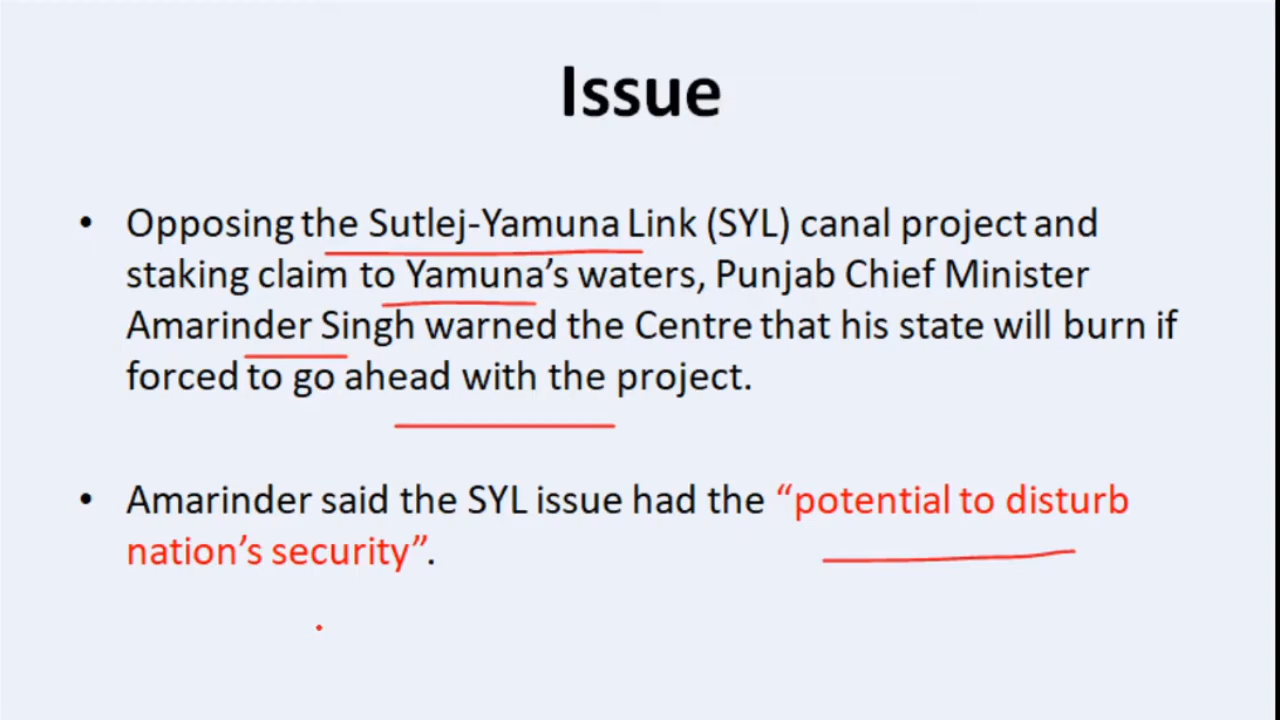 Issue
• Opposing the Sutlej-Yamuna Link (SYL) canal project and
staking claim to Yamuna’s waters, Punjab Chief Minister
Amarinder Singh warned the Centre that his state will burn if
forced to go ahead with the project.
• Amarinder said the SYL issue had the “potential to disturb
nation’s security”.